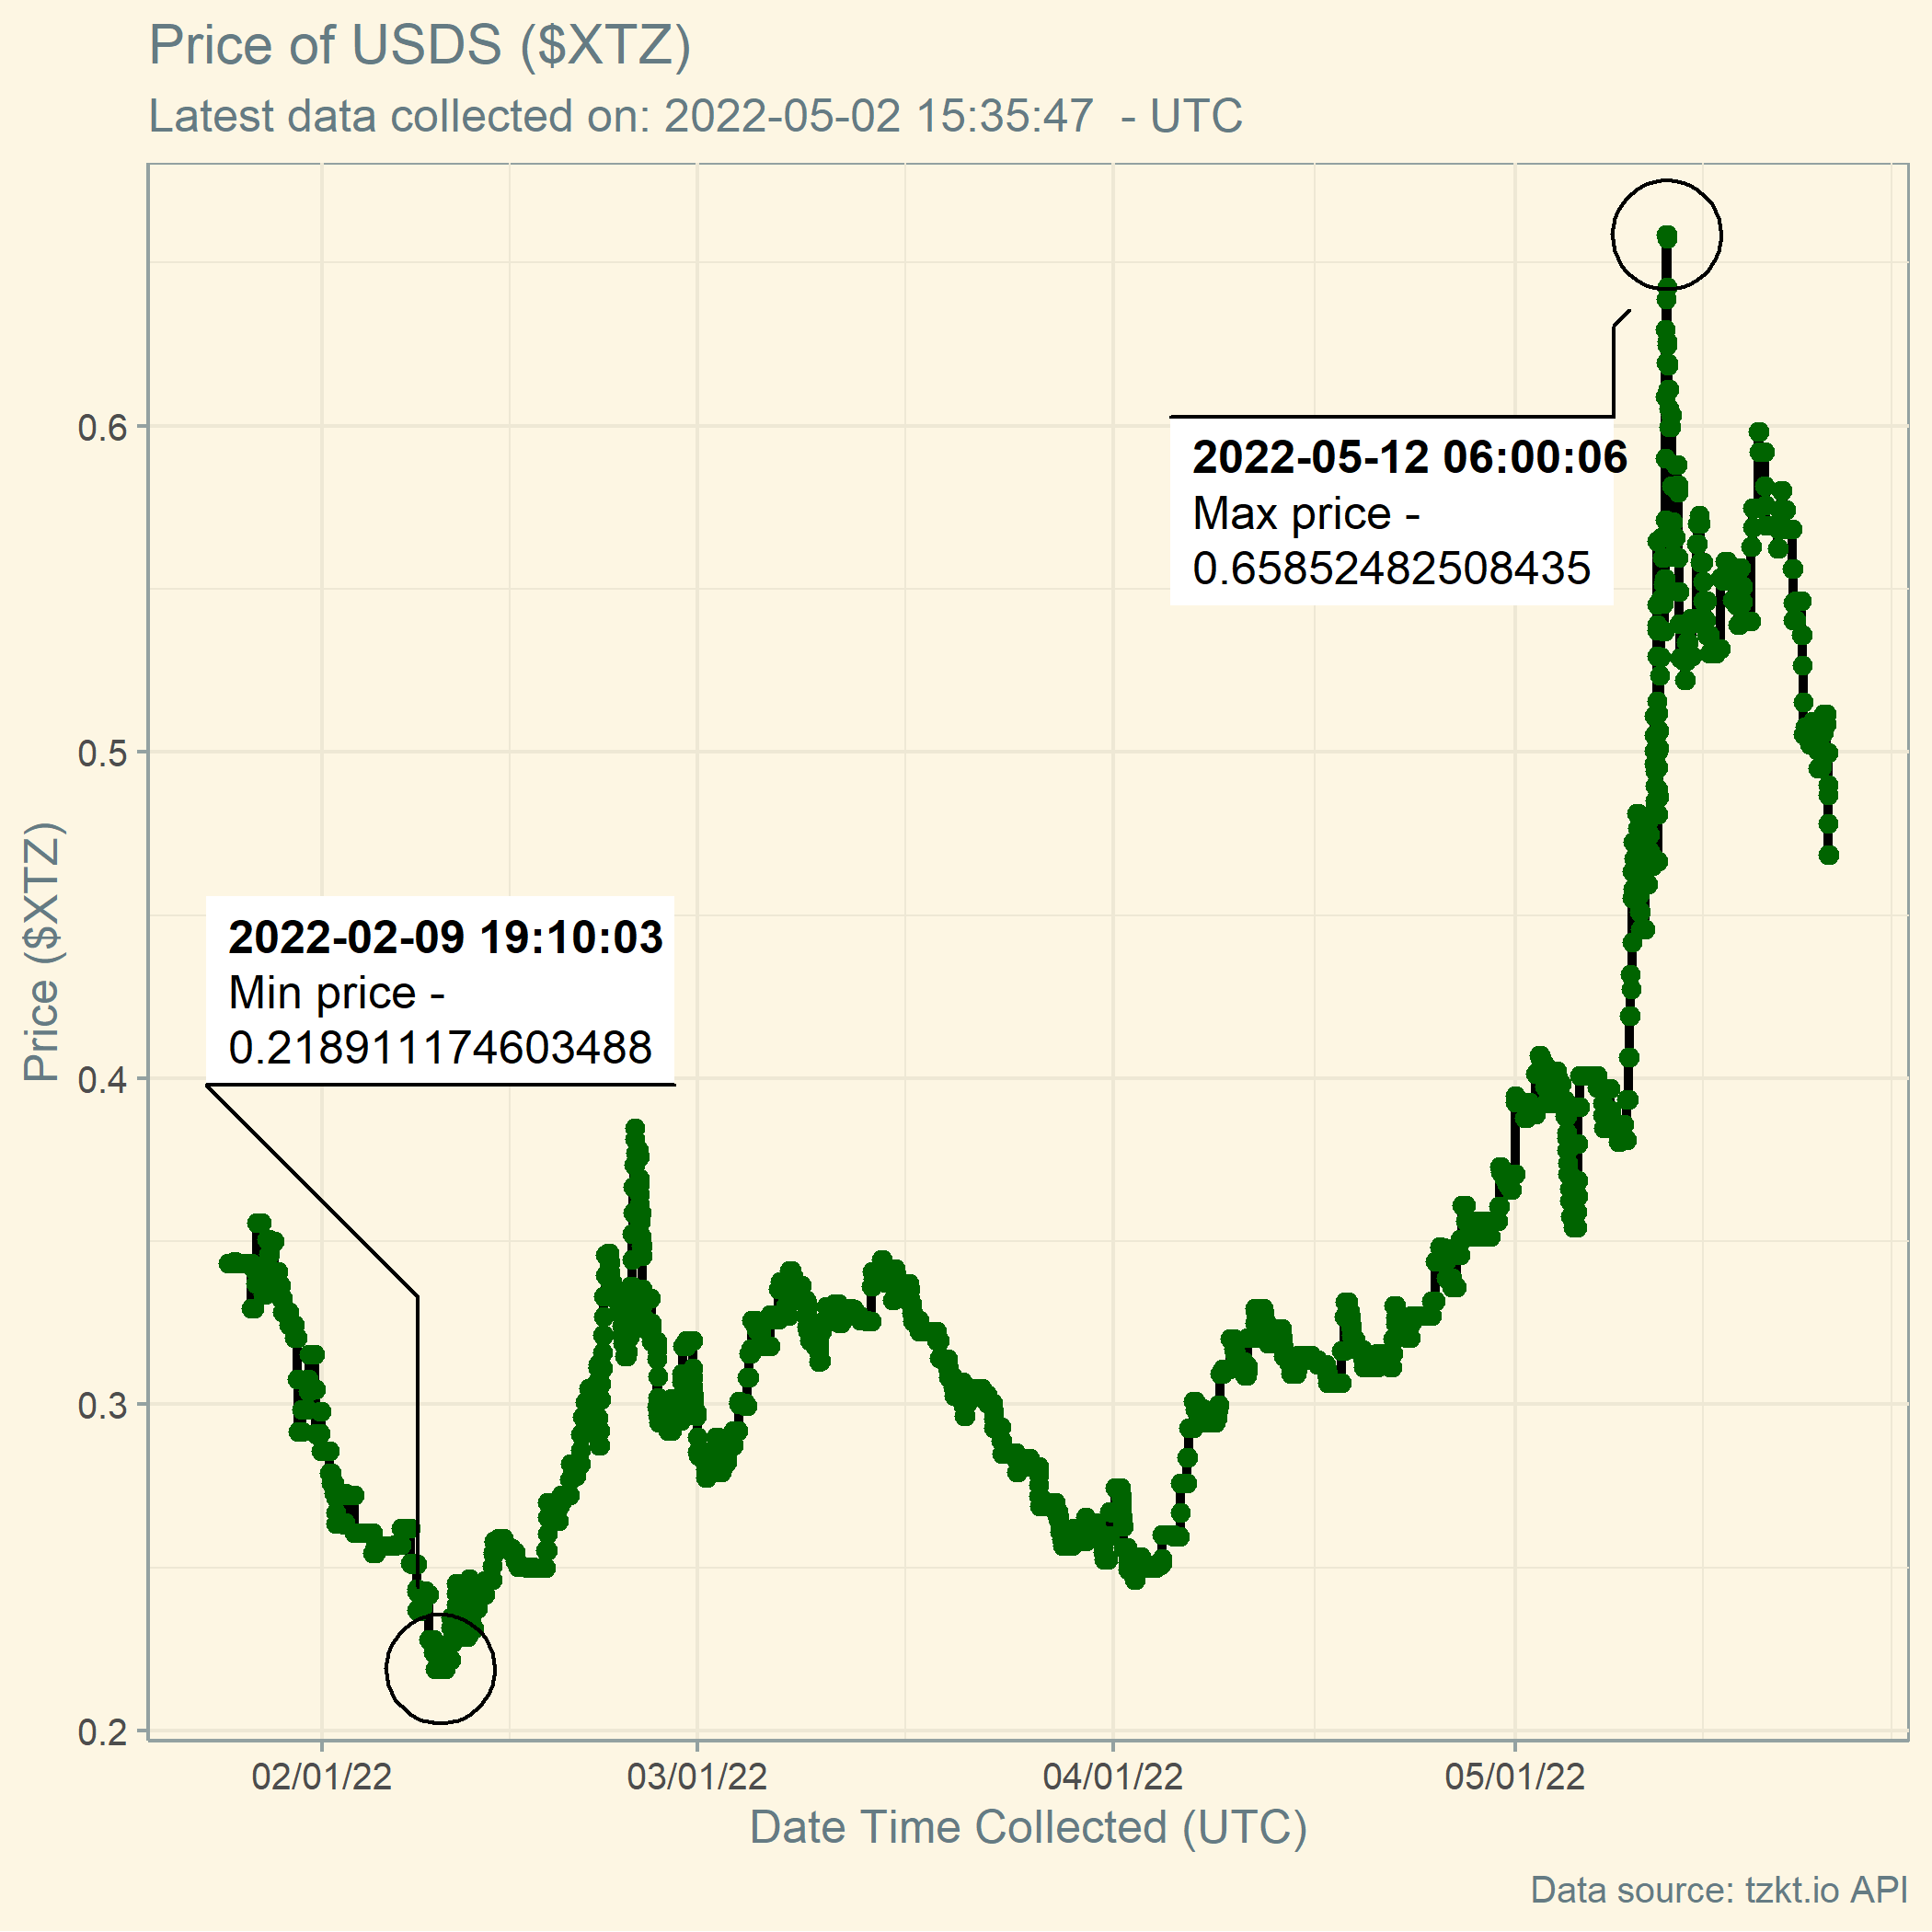 Price of USDS ($XTZ)
Latest data collected on: 2022-05-02 15:35:47  - UTC
2022-05-12 06:00:06
Max price -
0.65852482508435
2022-02-09 19:10:03
Min price -
0.218911174603488
Price ($XTZ)
0.6
0.5
0.4
0.3
0.2
02/01/22
03/01/22
04/01/22
05/01/22
Date Time Collected (UTC)
Data source: tzkt.io API